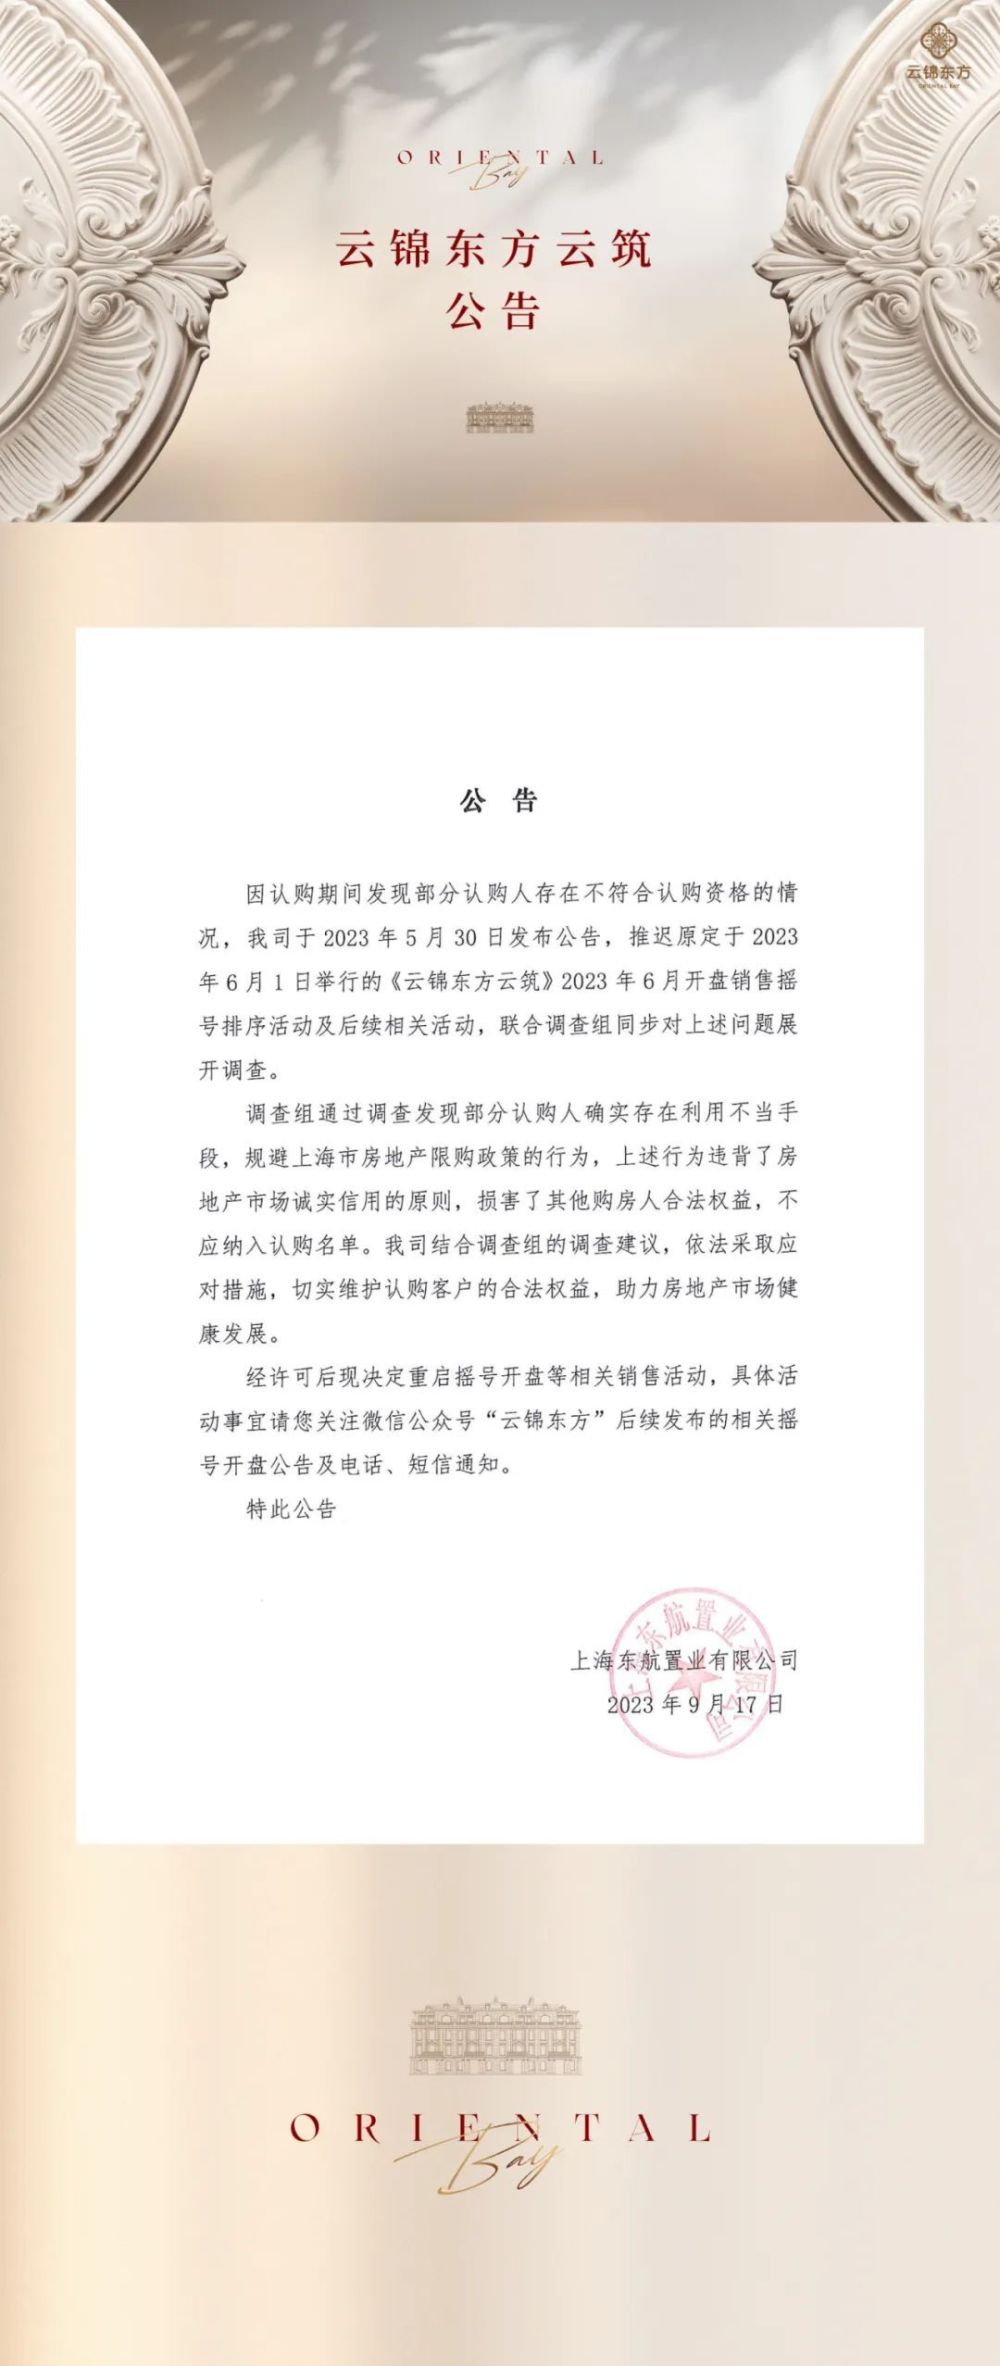 云锦东方
ORIENTAL BAY
ORIENTAL
Bay
云锦东方云筑
公告
公 告
因认购期间发现部分认购人存在不符合认购资格的情
况，我司于 2023 年 5 月 30 日发布公告，推迟原定于 2023
年 6 月 1 日举行的《云锦东方云筑》2023 年 6 月开盘销售摇
号排序活动及后续相关活动，联合调查组同步对上述问题展
开调查。
调查组通过调查发现部分认购人确实存在利用不当手
段，规避上海市房地产限购政策的行为，上述行为违背了房
地产市场诚实信用的原则，损害了其他购房人合法权益，不
应纳入认购名单。我司结合调查组的调查建议，依法采取应
对措施，切实维护认购客户的合法权益，助力房地产市场健
康发展。
经许可后现决定重启摇号开盘等相关销售活动，具体活
动事宜请您关注微信公众号“云锦东方”后续发布的相关摇
号开盘公告及电话、短信通知。
特此公告
上海东航置业有限公司
2023 年 9 月 17 日
上海东航置业有限公司
ORIENTAL
Bay